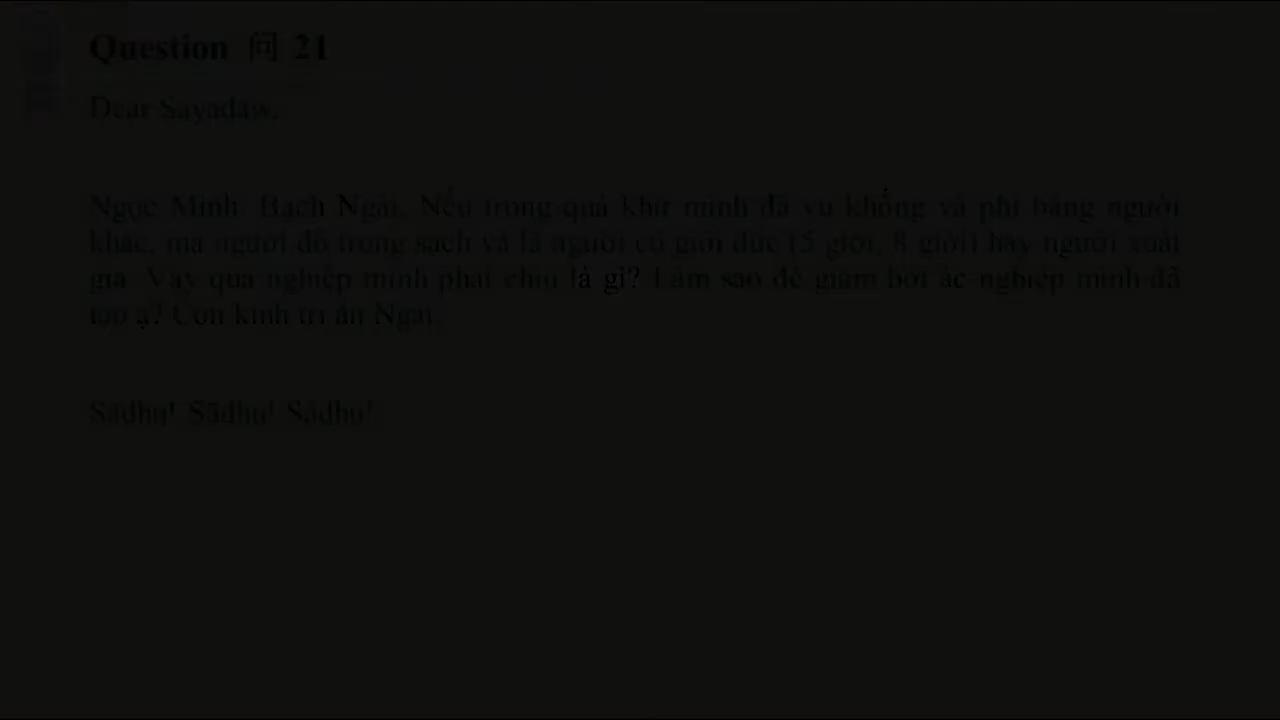 Question 问 21
Dear Sayadaw,
Ngọc Minh: Bạch Ngài, Nếu trong quá khứ mình đã vu khống và phỉ báng người
khác, mà người đó trong sạch và là người có giới đức (5 giới, 8 giới) hay người xuất
gia. Vậy quả nghiệp mình phải chịu là gì? Làm sao để giảm bớt ác nghiệp mình đã
tạo ạ? Con kính tri ân Ngài.
Sādhu! Sādhu! Sādhu!